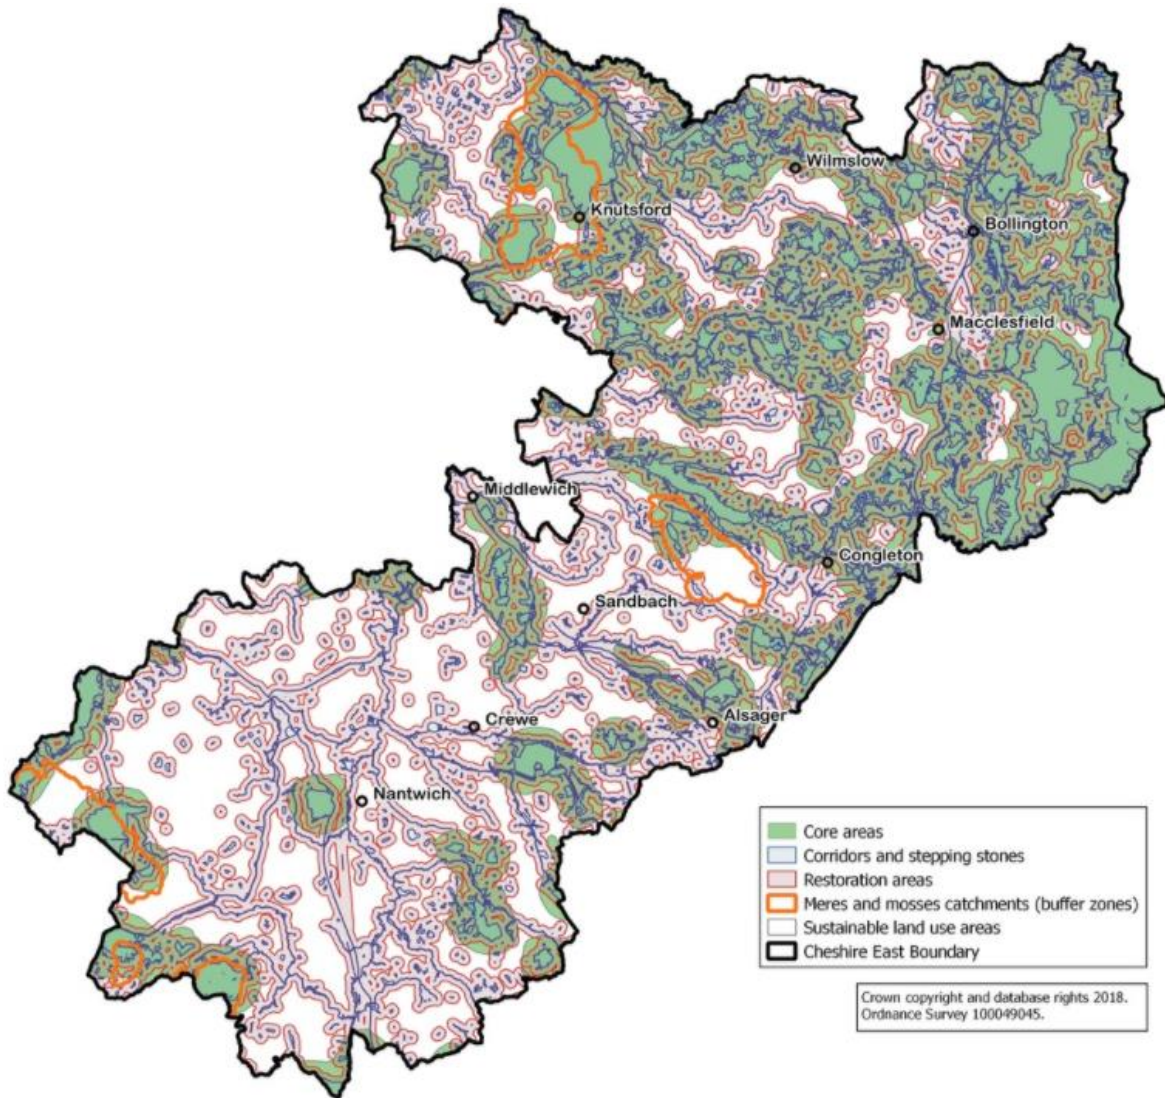 Wilmslow
Knutsford
Bollington
Macclesfield
Middlewich
Congleton
Sandbach
Alsager
Crewe
Nantwich
Core areas
Corridors and stepping stones
Restoration areas
Meres and mosses catchments (buffer zones)
Sustainable land use areas
Cheshire East Boundary
Crown copyright and database rights 2018.
Ordnance Survey 100049045.